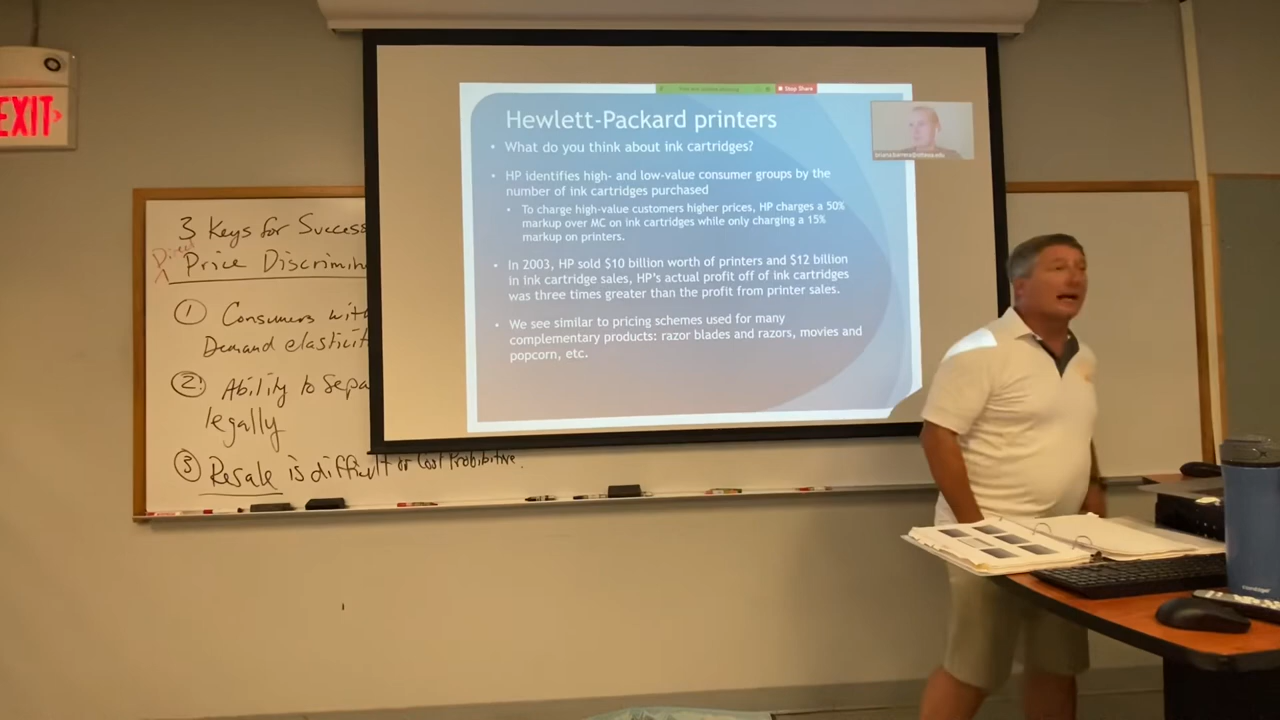 EXIT
3 Keys for Success
Direct
Price Discrimin
① Consumers with
Demand elasticit
② Ability to Sepa
legally
③ Resale is difficult or Cost Prohibitive.
Stop Share
Hewlett-Packard printers
• What do you think about ink cartridges?
• HP identifies high- and low-value consumer groups by the
number of ink cartridges purchased
• To charge high-value customers higher prices, HP charges a 50%
markup over MC on ink cartridges while only charging a 15%
markup on printers.
• In 2003, HP sold $10 billion worth of printers and $12 billion
in ink cartridge sales, HP's actual profit off of ink cartridges
was three times greater than the profit from printer sales.
• We see similar to pricing schemes used for many
complementary products: razor blades and razors, movies and
popcorn, etc.